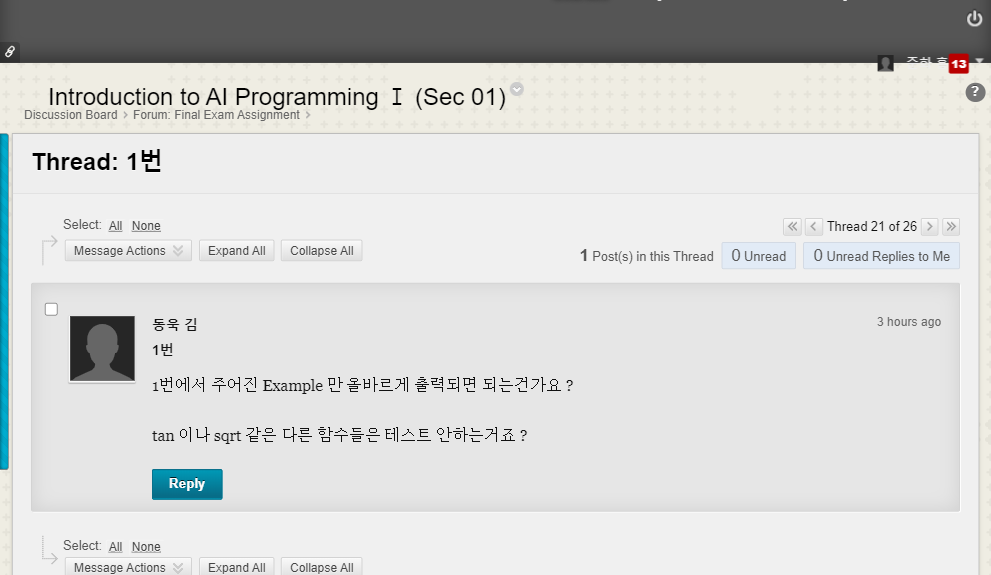 13
Introduction to AI Programming Ⅰ (Sec 01)
?
Discussion Board > Forum: Final Exam Assignment >
Thread: 1번
Select: All None
Message Actions Expand All Collapse All
« < Thread 21 of 26 > »
1 Post(s) in this Thread 0 Unread 0 Unread Replies to Me
동욱 김
3 hours ago
1번
1번에서 주어진 Example 만 올바르게 출력되면 되는건가요 ?
tan 이나 sqrt 같은 다른 함수들은 테스트 안하는거죠 ?
Reply
Select: All None
Message Actions Expand All Collapse All